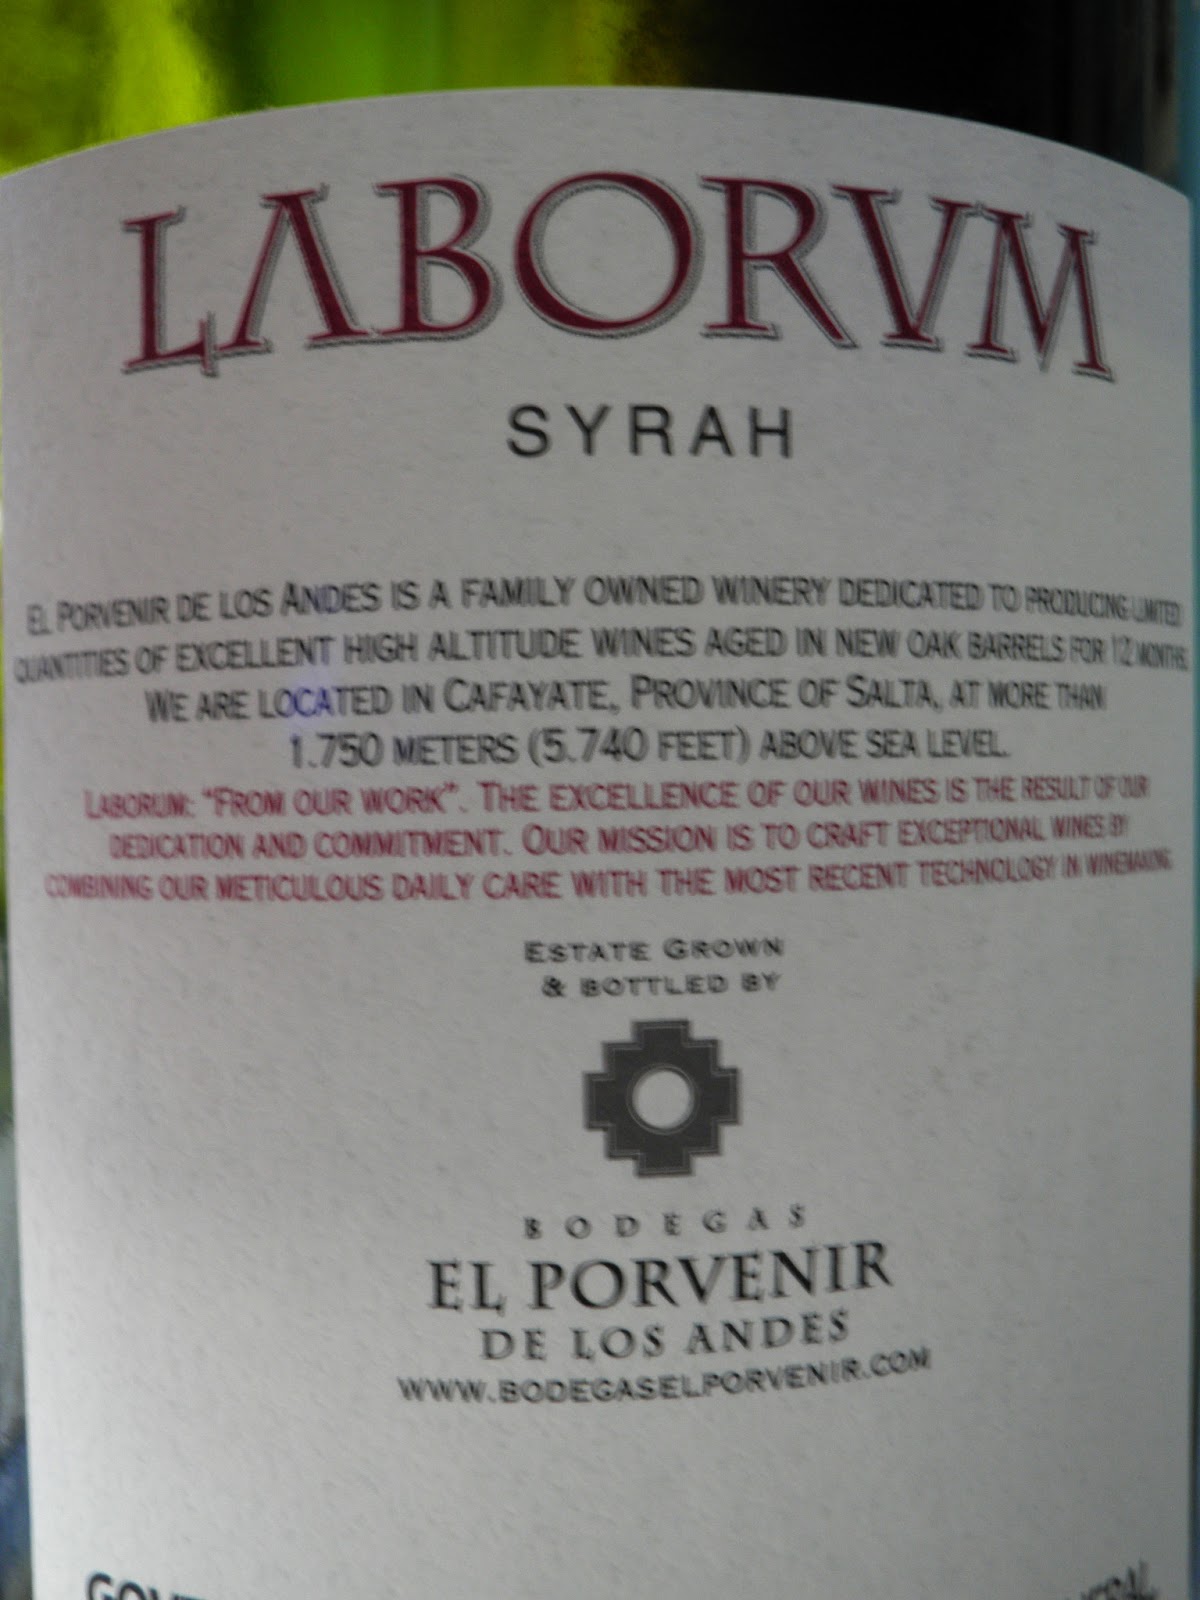 LABORVM
SYRAH
EL PORVENIR DE LOS ANDES IS A FAMILY OWNED WINERY DEDICATED TO PRODUCING LIMITED
QUANTITIES OF EXCELLENT HIGH ALTITUDE WINES AGED IN NEW OAK BARRELS FOR 12 MONTHS.
WE ARE LOCATED IN CAFAYATE, PROVINCE OF SALTA, AT MORE THAN
1.750 METERS (5.740 FEET) ABOVE SEA LEVEL.
LABORUM: "FROM OUR WORK". THE EXCELLENCE OF OUR WINES IS THE RESULT OF OUR
DEDICATION AND COMMITMENT. OUR MISSION IS TO CRAFT EXCEPTIONAL WINES BY
COMBINING OUR METICULOUS DAILY CARE WITH THE MOST RECENT TECHNOLOGY IN WINEMAKING
ESTATE GROWN
& BOTTLED BY
BODEGAS
EL PORVENIR
DE LOS ANDES
WWW.BODEGASELPORVENIR.COM